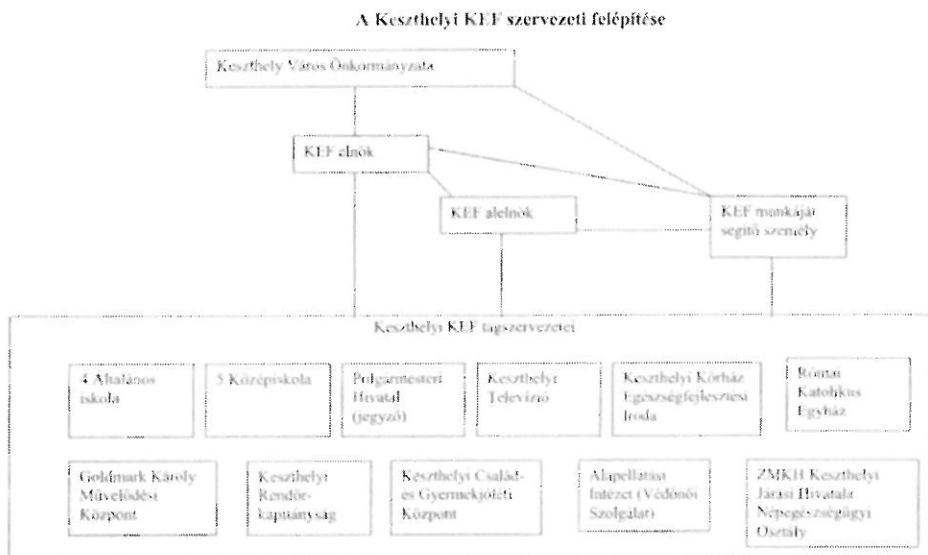 A Keszthelyi KEF szervezeti felépítése
Keszthely Város Önkormányzata
KEF elnök
KEF alelnök
KEF munkáját
segítő személy
Keszthelyi KEF tagszervezetei
4 Általános
iskola
5 Középiskola
Polgármesteri
Hivatal
(jegyző)
Keszthelyi
Televízió
Keszthelyi Kórház
Egészségfejlesztési
Iroda
Római
Katolikus
Egyház
Goldmark Károly
Művelődési
Központ
Keszthelyi
Rendőr-
kapitányság
Keszthelyi Család-
és Gyermekjóléti
Központ
Alapellátási
Intézet (Védőnői
Szolgálat)
ZMKH Keszthelyi
Járási Hivatala
Népegészségügyi
Osztály